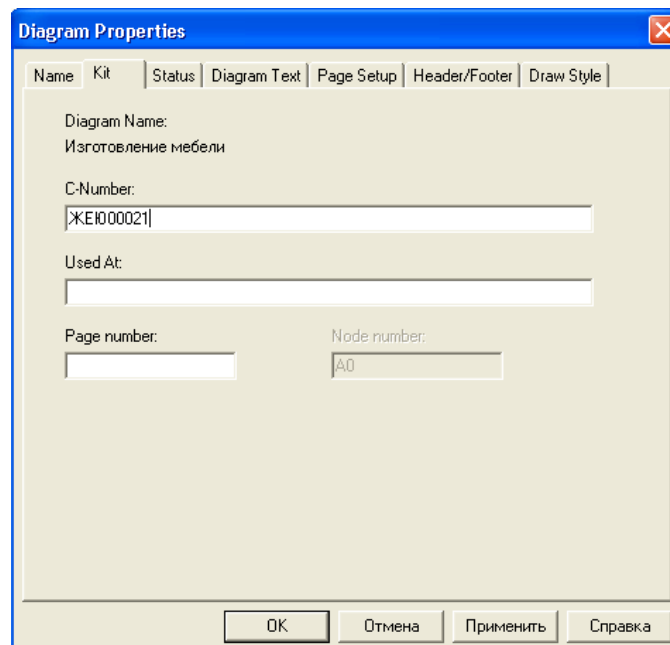 Diagram Properties
Name Kit Status Diagram Text Page Setup Header/Footer Draw Style
Diagram Name:
Изготовление мебели
C-Number:
ЖЕЮ00021
Used At:
Page number: Node number:
A0
OK Отмена Применить Справка